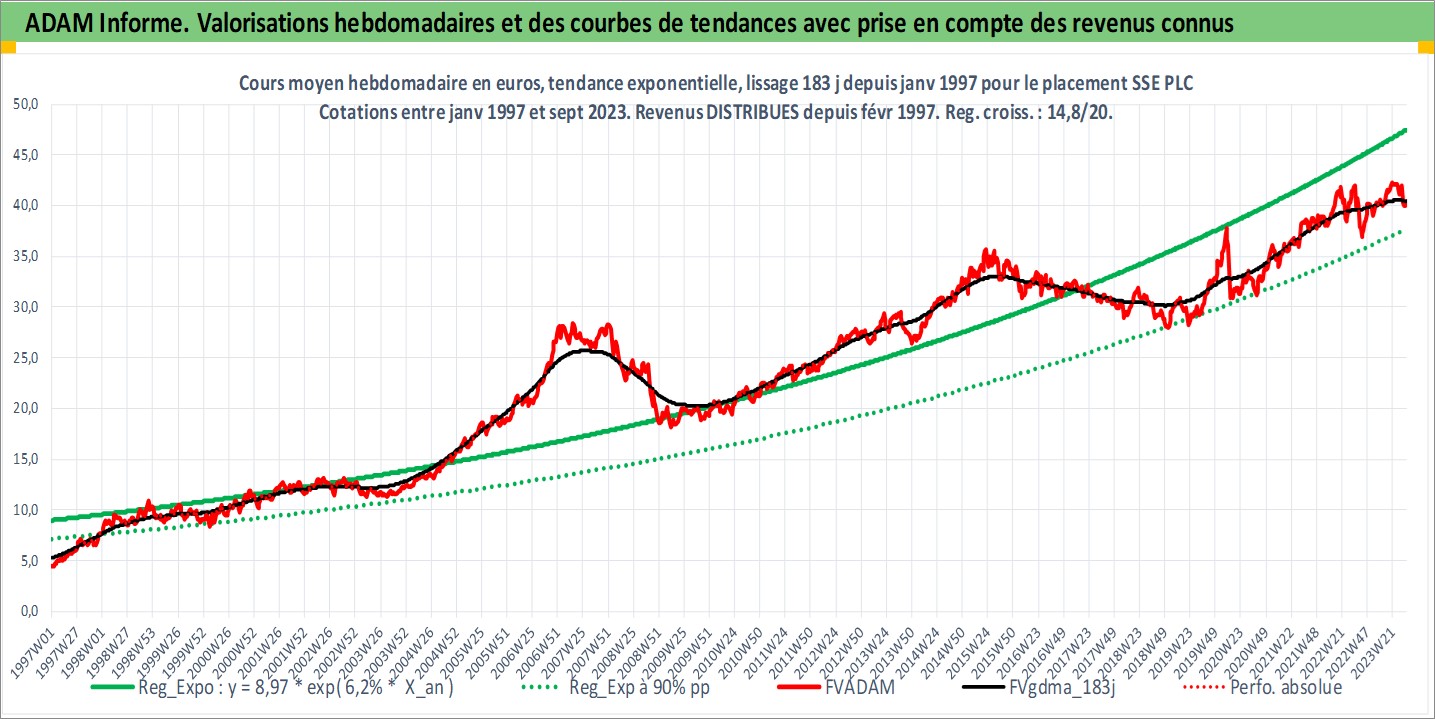 ADAM Informe. Valorisations hebdomadaires et des courbes de tendances avec prise en compte des revenus connus
Cours moyen hebdomadaire en euros, tendance exponentielle, lissage 183 j depuis janv 1997 pour le placement SSE PLC
Cotations entre janv 1997 et sept 2023. Revenus DISTRIBUES depuis févr 1997. Reg. croiss. : 14,8/20.
50,0
45,0
40,0
35,0
30,0
25,0
20,0
15,0
10,0
5,0
0,0
1997W01 1997W27 1998W01 1998W27 1998W53 1999W26 1999W52 2000W26 2000W52 2001W26 2001W52 2002W26 2002W52 2003W26 2003W52 2004W26 2004W52 2005W25 2005W51 2006W25 2006W51 2007W25 2007W51 2008W25 2008W51 2009W25 2009W51 2010W24 2010W50 2011W24 2011W50 2012W24 2012W50 2013W24 2013W50 2014W24 2014W50 2015W24 2015W50 2016W23 2016W49 2017W23 2017W49 2018W23 2018W49 2019W23 2019W49 2020W23 2020W49 2021W22 2021W48 2022W21 2022W47 2023W21
Reg_Expo : y = 8,97 * exp( 6,2% * X_an ) Reg_Exp à 90% pp FVADAM FVgdma_183j Perfo. absolue